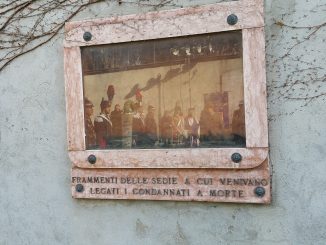 FRAMMENTI DELLE SEDIE A CUI VENIVANO
LEGATI I CONDANNATI A MORTE